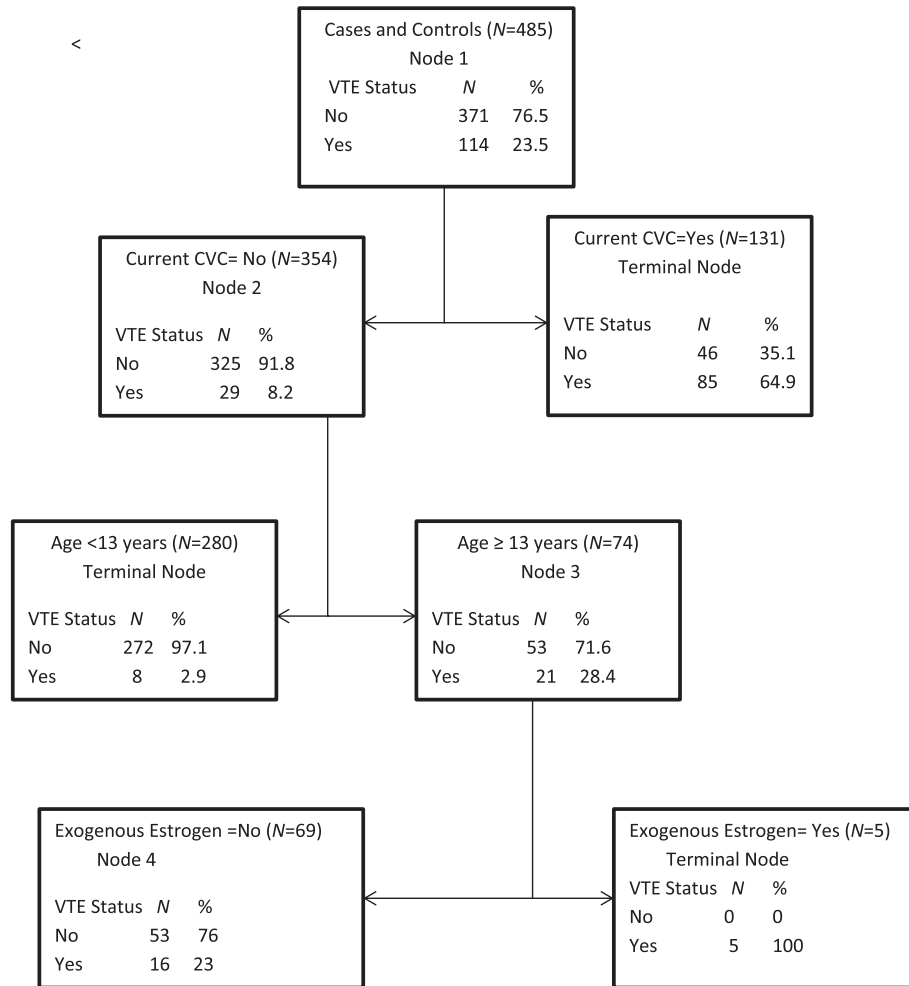 <
Cases and Controls (N=485)
Node 1
VTE Status N %
No 371 76.5
Yes 114 23.5
Current CVC= No (N=354)
Node 2
VTE Status N %
No 325 91.8
Yes 29 8.2
Current CVC=Yes (N=131)
Terminal Node
VTE Status N %
No 46 35.1
Yes 85 64.9
Age <13 years (N=280)
Terminal Node
VTE Status N %
No 272 97.1
Yes 8 2.9
Age ≥ 13 years (N=74)
Node 3
VTE Status N %
No 53 71.6
Yes 21 28.4
Exogenous Estrogen =No (N=69)
Node 4
VTE Status N %
No 53 76
Yes 16 23
Exogenous Estrogen= Yes (N=5)
Terminal Node
VTE Status N %
No 0 0
Yes 5 100